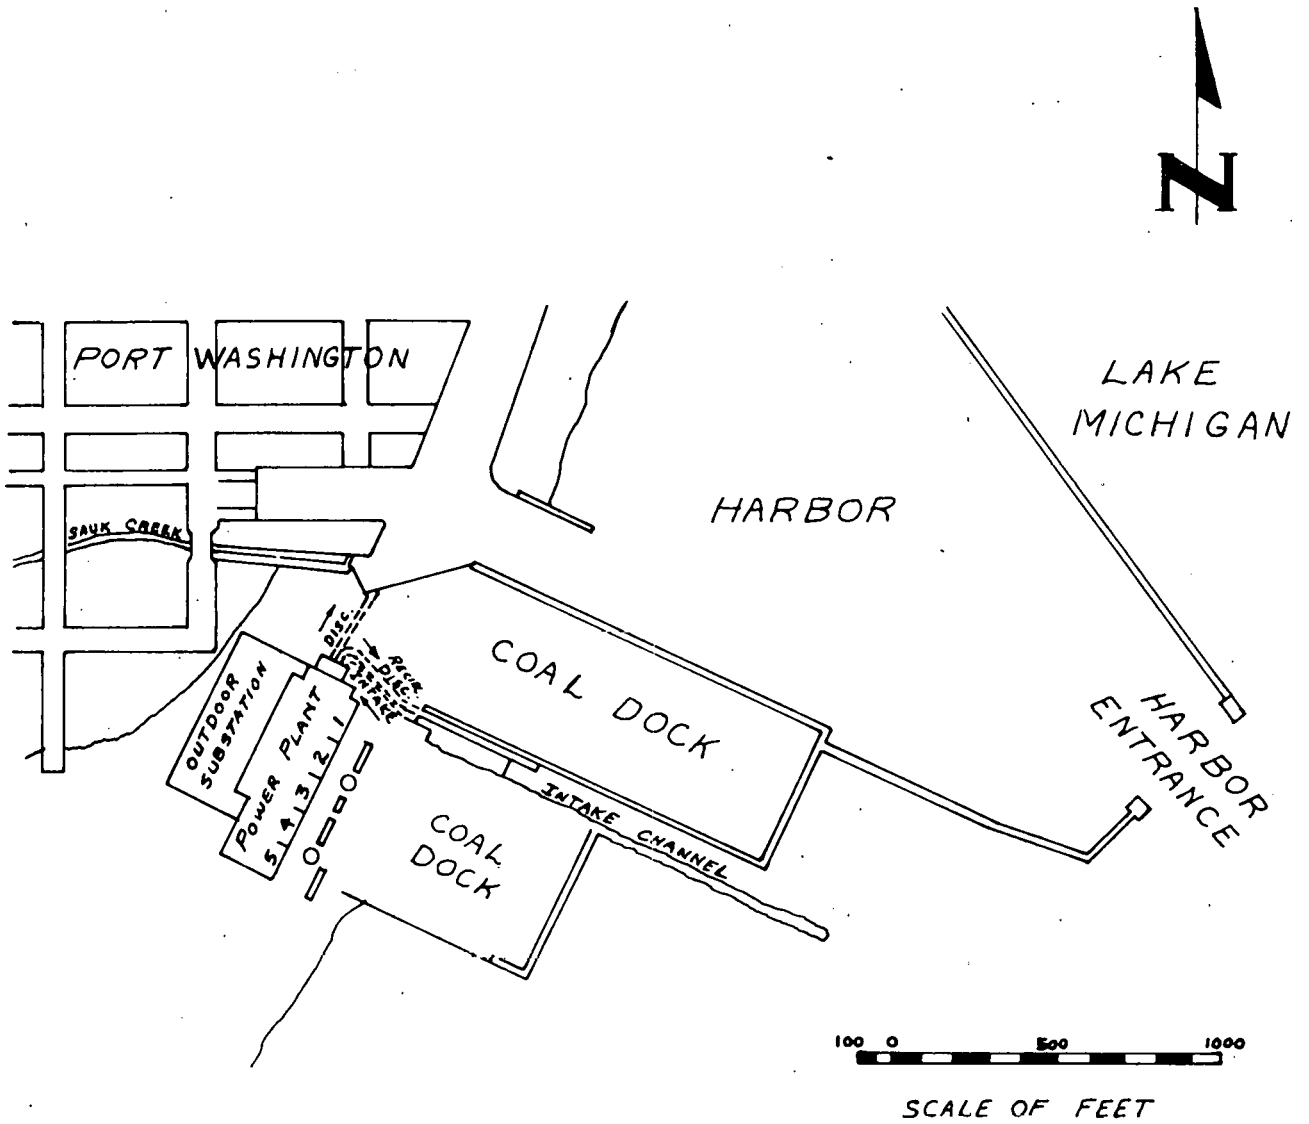 N
PORT WASHINGTON
LAKE
MICHIGAN
HARBOR
SAUK CREEK
DISC.
RECIR.
DISC.
INTAKE
COAL DOCK
HARBOR
ENTRANCE
OUTDOOR
SUBSTATION
POWER PLANT
5 4 3 2 1
INTAKE CHANNEL
COAL
DOCK
100 0 500 1000
SCALE OF FEET